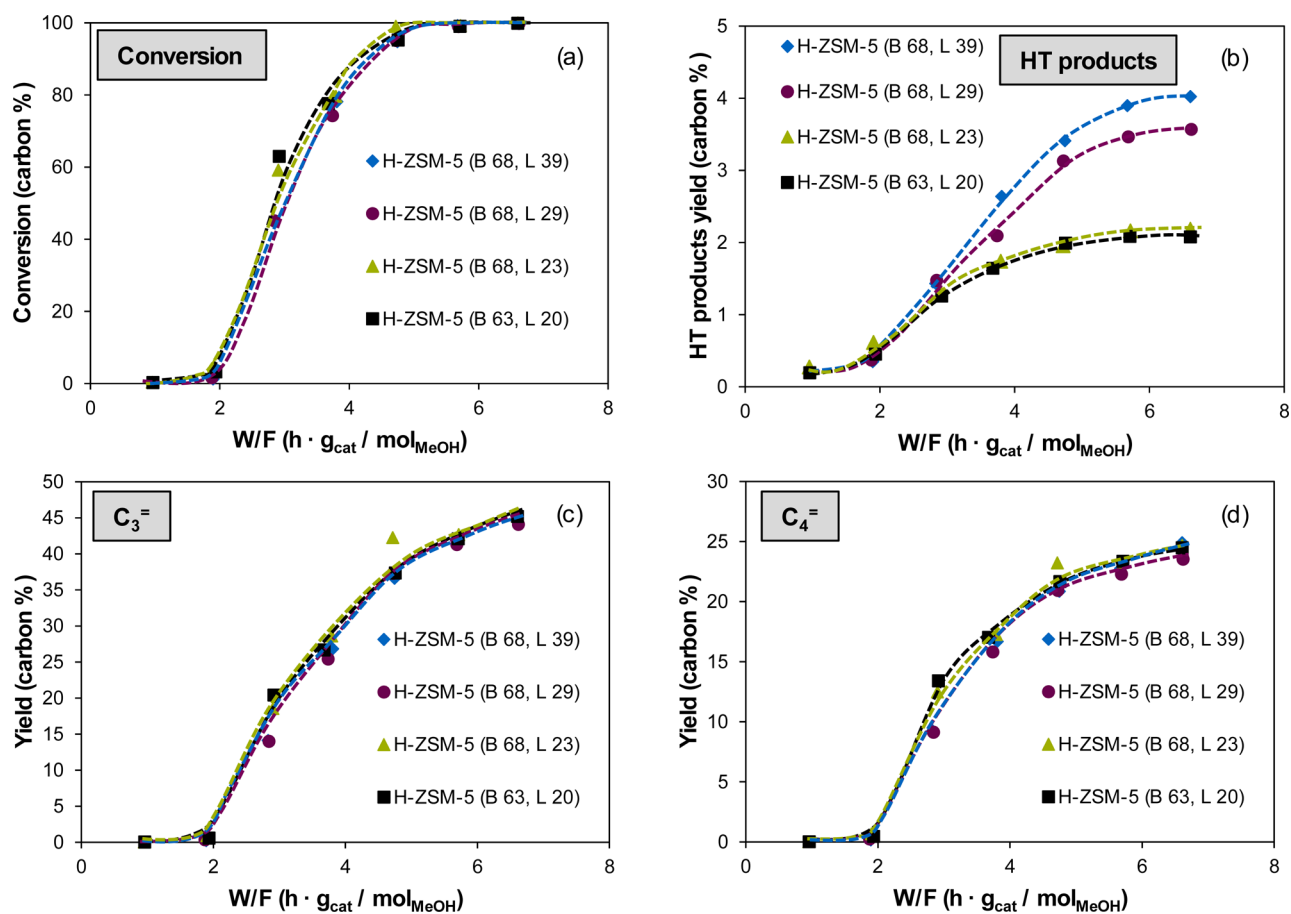 Conversion
(a)
Conversion (carbon %)
100
80
60
40
20
0
H-ZSM-5 (B 68, L 39)
H-ZSM-5 (B 68, L 29)
H-ZSM-5 (B 68, L 23)
H-ZSM-5 (B 63, L 20)
0 2 4 6 8
W/F (h · gcat / molMeOH)
HT products
(b)
HT products yield (carbon %)
5
4
3
2
1
0
H-ZSM-5 (B 68, L 39)
H-ZSM-5 (B 68, L 29)
H-ZSM-5 (B 68, L 23)
H-ZSM-5 (B 63, L 20)
0 2 4 6 8
W/F (h · gcat / molMeOH)
C3=
(c)
Yield (carbon %)
50
45
40
35
30
25
20
15
10
5
0
H-ZSM-5 (B 68, L 39)
H-ZSM-5 (B 68, L 29)
H-ZSM-5 (B 68, L 23)
H-ZSM-5 (B 63, L 20)
0 2 4 6 8
W/F (h · gcat / molMeOH)
C4=
(d)
Yield (carbon %)
30
25
20
15
10
5
0
H-ZSM-5 (B 68, L 39)
H-ZSM-5 (B 68, L 29)
H-ZSM-5 (B 68, L 23)
H-ZSM-5 (B 63, L 20)
0 2 4 6 8
W/F (h · gcat / molMeOH)